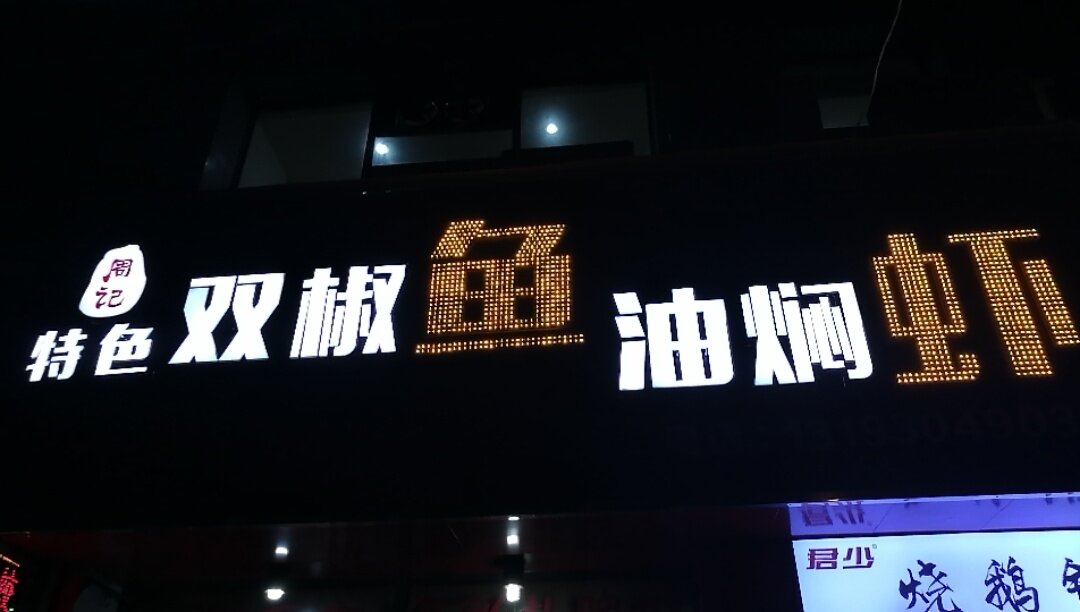 周记
特色 双椒鱼 油焖虾
君少
烧鹅